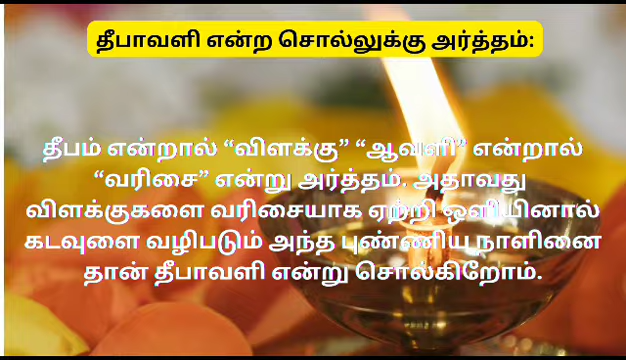 தீபாவளி என்ற சொல்லுக்கு அர்த்தம்:
தீபம் என்றால் “விளக்கு” “ஆவளி” என்றால்
“வரிசை” என்று அர்த்தம். அதாவது
விளக்குகளை வரிசையாக ஏற்றி ஒளியினால்
கடவுளை வழிபடும் அந்த புண்ணிய நாளினை
தான் தீபாவளி என்று சொல்கிறோம்.